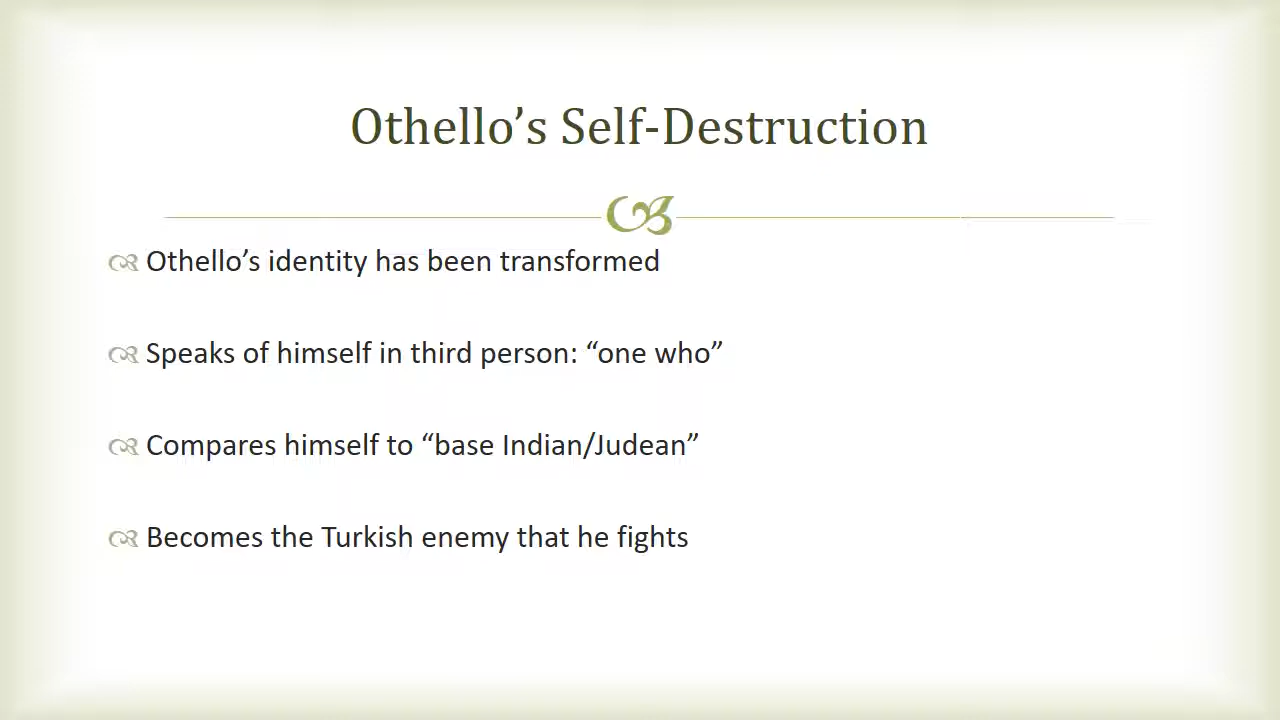 Othello’s Self-Destruction
Othello’s identity has been transformed
Speaks of himself in third person: “one who”
Compares himself to “base Indian/Judean”
Becomes the Turkish enemy that he fights